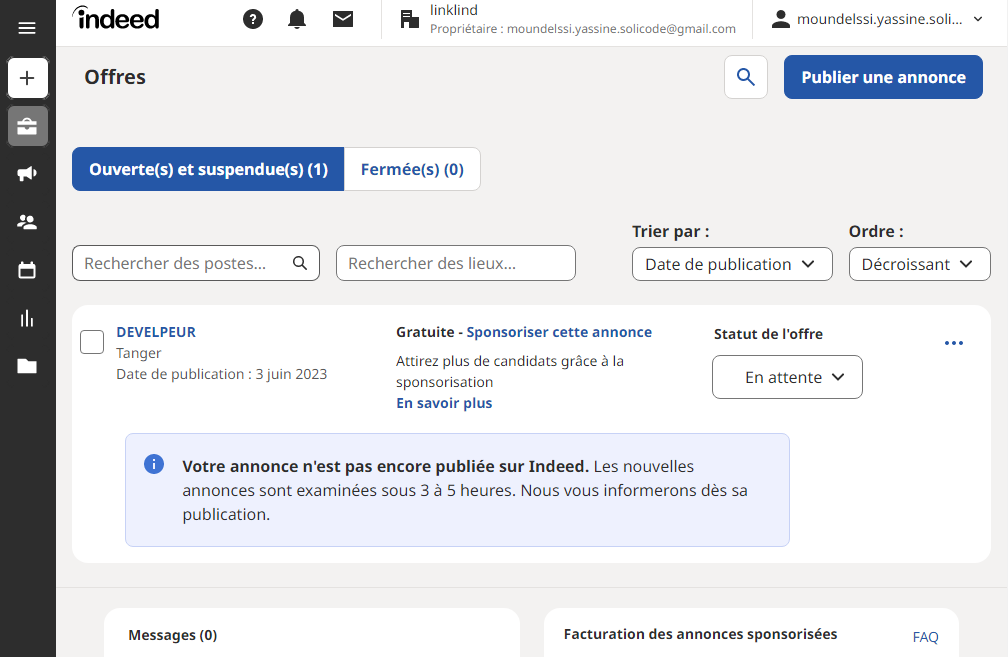 indeed
linklind
Propriétaire : moundelssi.yassine.solicode@gmail.com
moundelssi.yassine.soli...
Offres
Publier une annonce
Ouverte(s) et suspendue(s) (1)
Fermée(s) (0)
Trier par :
Ordre :
Rechercher des postes...
Rechercher des lieux...
Date de publication
Décroissant
DEVELPEUR
Tanger
Date de publication : 3 juin 2023
Gratuite - Sponsoriser cette annonce
Attirez plus de candidats grâce à la
sponsorisation
En savoir plus
Statut de l'offre
En attente
Votre annonce n'est pas encore publiée sur Indeed. Les nouvelles
annonces sont examinées sous 3 à 5 heures. Nous vous informerons dès sa
publication.
Messages (0)
Facturation des annonces sponsorisées
FAQ